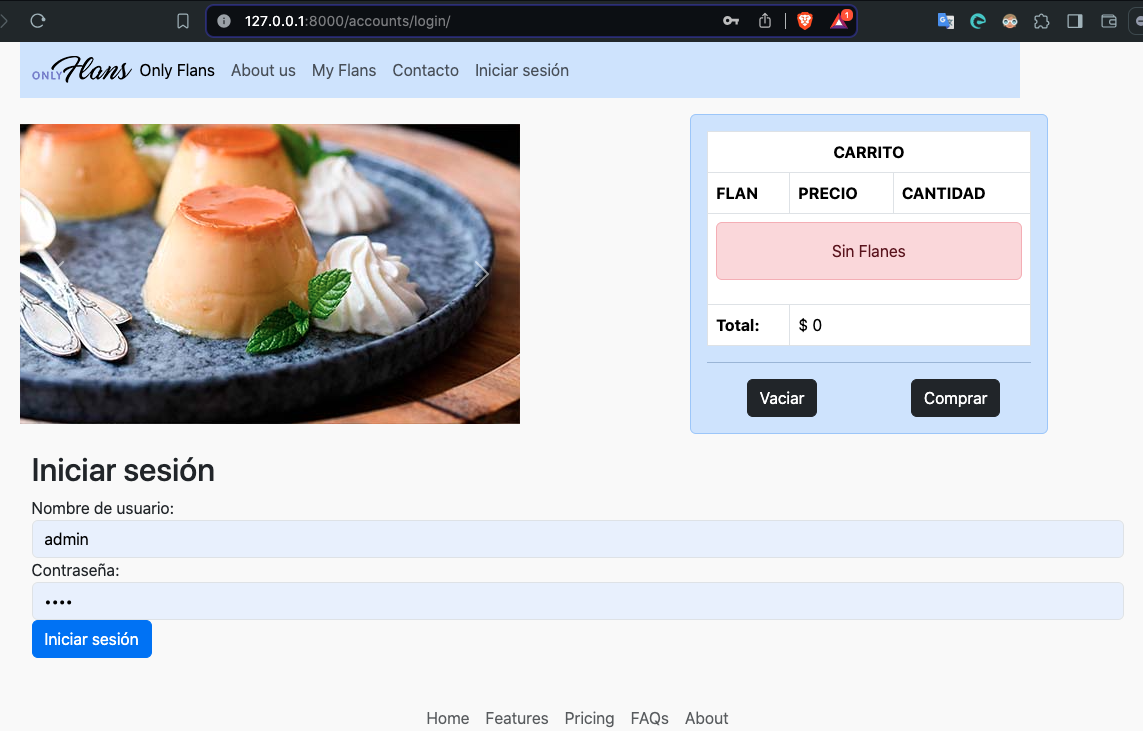 127.0.0.1:8000/accounts/login/
1
ONLY Flans Only Flans About us My Flans Contacto Iniciar sesión
CARRITO
FLAN PRECIO CANTIDAD
Sin Flanes
Total: $ 0
Vaciar Comprar
Iniciar sesión
Nombre de usuario:
admin
Contraseña:
••••
Iniciar sesión
Home Features Pricing FAQs About